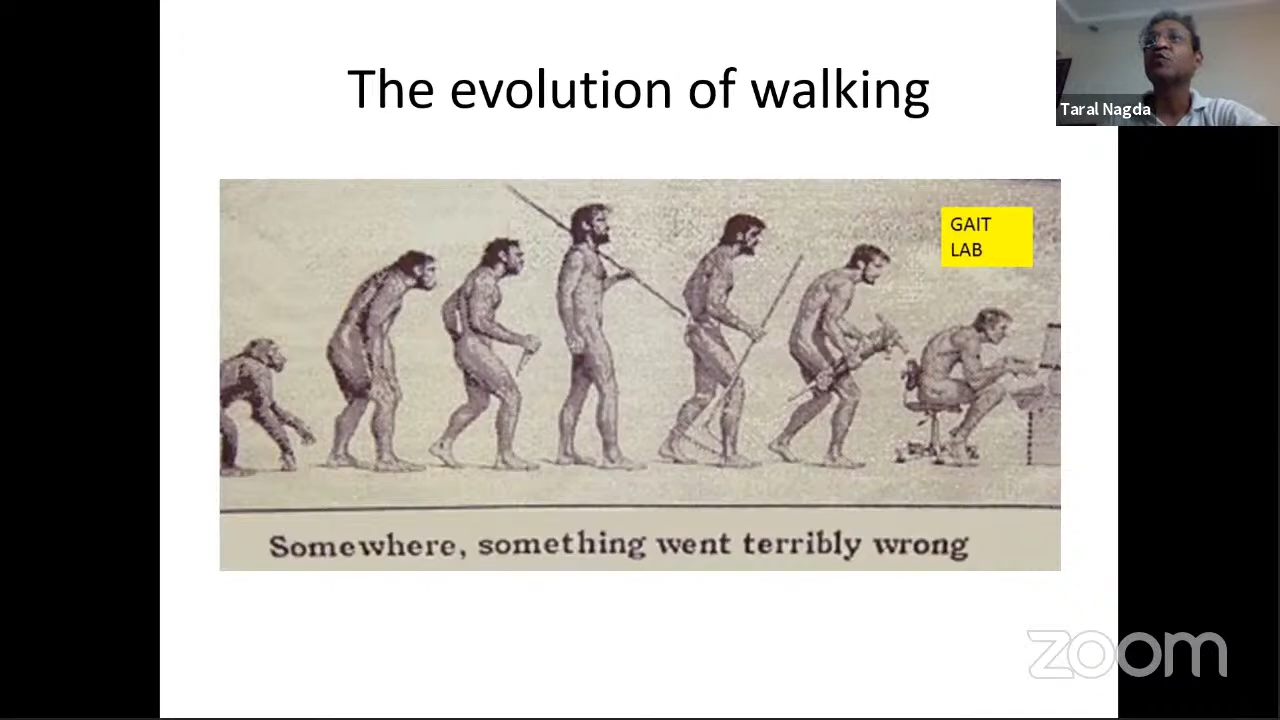 The evolution of walking
Taral Nagda
GAIT
LAB
Somewhere, something went terribly wrong
zoom